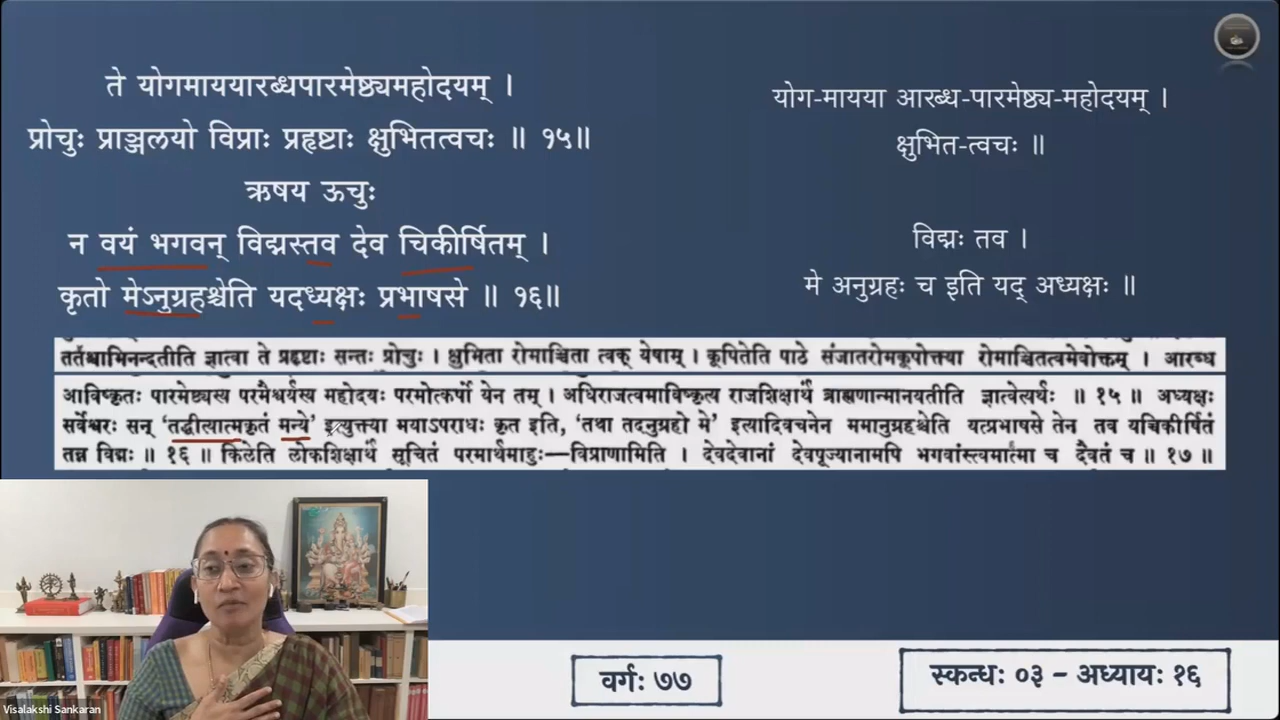 ते योगमाययारब्धपारमेष्ठ्यमहोदयम् ।
प्रोचुः प्राञ्जलयो विप्राः प्रहृष्टाः क्षुभितत्वचः ॥ १५॥
ऋषय ऊचुः
न वयं भगवन् विद्मस्तव देव चिकीर्षितम् ।
कृतो मेऽनुग्रहश्चेति यदध्यक्षः प्रभाषसे ॥ १६॥
योग-मायया आरब्ध-पारमेष्ठ्य-महोदयम् ।
क्षुभित-त्वचः ॥
विद्मः तव ।
मे अनुग्रहः च इति यद् अध्यक्षः ॥
ज्ञात्वा ते प्रहृष्टाः सन्तः प्रोचुः । क्षुभिता रोमाञ्चिता त्वक् येषाम् । कूपितेति पाठे संजातरोमकूपोक्त्या रोमाञ्चितत्वमेवोक्तम् । आरब्ध
आविष्कृतः पारमेष्ठ्यस्य परमैश्वर्यस्य महोदयः परमोत्कर्षो येन तम् । अधिराजत्वमाविष्कृत्य राजशिक्षार्थं ब्राह्मणान्मानयतीति ज्ञात्वेत्यर्थः ॥ १५ ॥ अध्यक्षः
सर्वेश्वरः सन् ‘तद्धीत्यात्मकृतं मन्ये’ इत्युक्त्या मयाऽपराधः कृत इति, ‘तथा तदनुग्रहो मे’ इत्यादिवचनेन ममानुग्रहश्चेति यत्प्रभाषसे तेन तव यच्चिकीर्षितं
तन्न विद्मः ॥ १६ ॥ किलेति लोकशिक्षार्थं सूचितं परमार्थमाहुः—विप्राणामिति । देवदेवानां देवपूज्यानामपि भगवांस्त्वमात्मा च दैवतं च ॥ १७ ॥
Visalakshi Sankaran
वर्गः ७७
स्कन्धः ०३ – अध्यायः १६